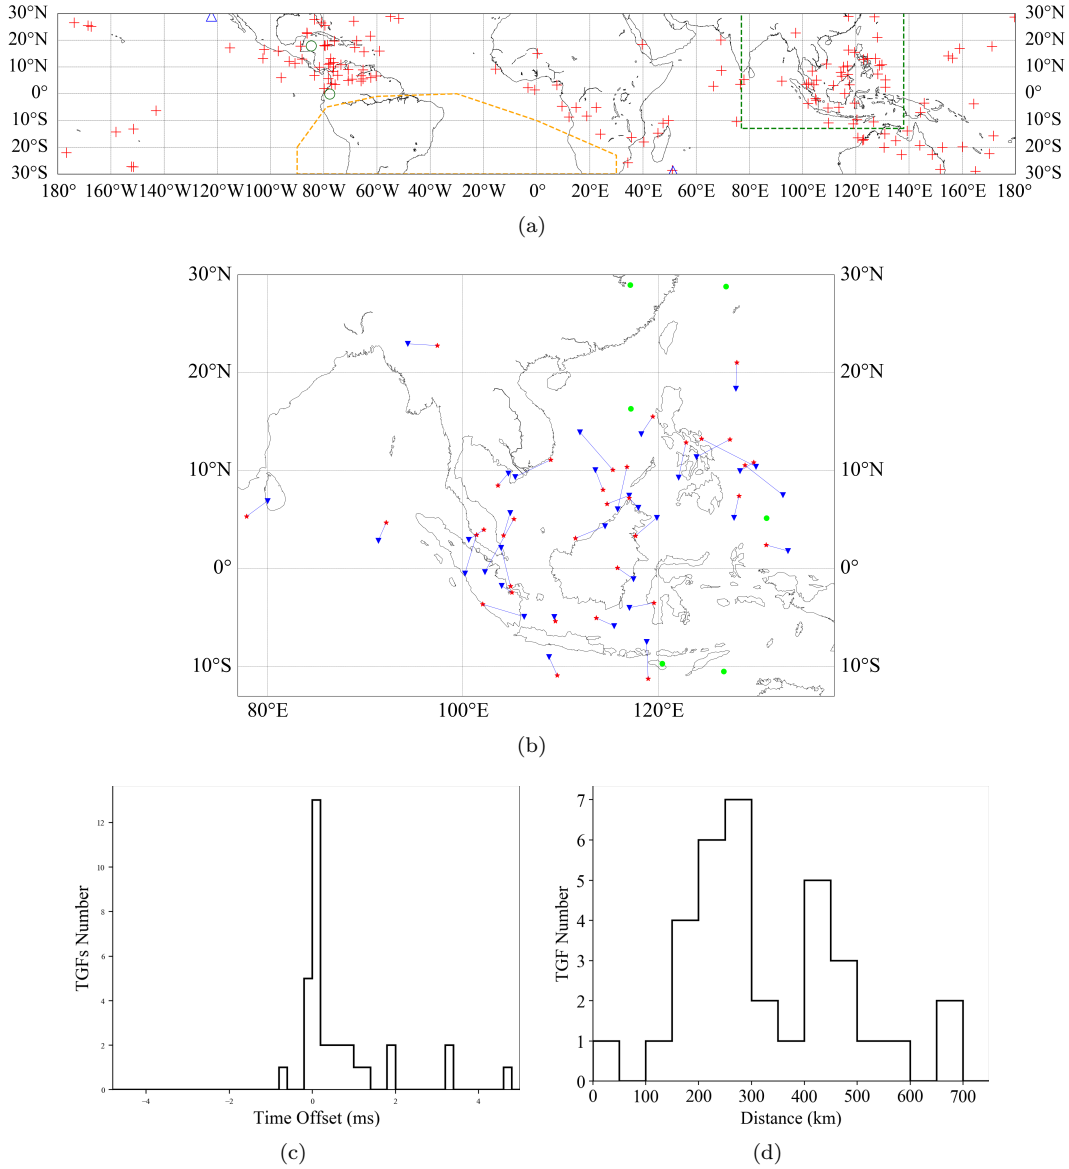 30°N 30°N
20°N 20°N
10°N 10°N
0° 0°
10°S 10°S
20°S 20°S
30°S 30°S
180°W 160°W 140°W 120°W 100°W 80°W 60°W 40°W 20°W 0° 20°E 40°E 60°E 80°E 100°E 120°E 140°E 160°E 180°
(a)
30°N 30°N
20°N 20°N
10°N 10°N
0° 0°
10°S 10°S
80°E 100°E 120°E
(b)
12
10
8
6
4
2
0
TGFs Number
−4 −2 0 2 4
Time Offset (ms)
(c)
7
6
5
4
3
2
1
0
TGF Number
0 100 200 300 400 500 600 700
Distance (km)
(d)